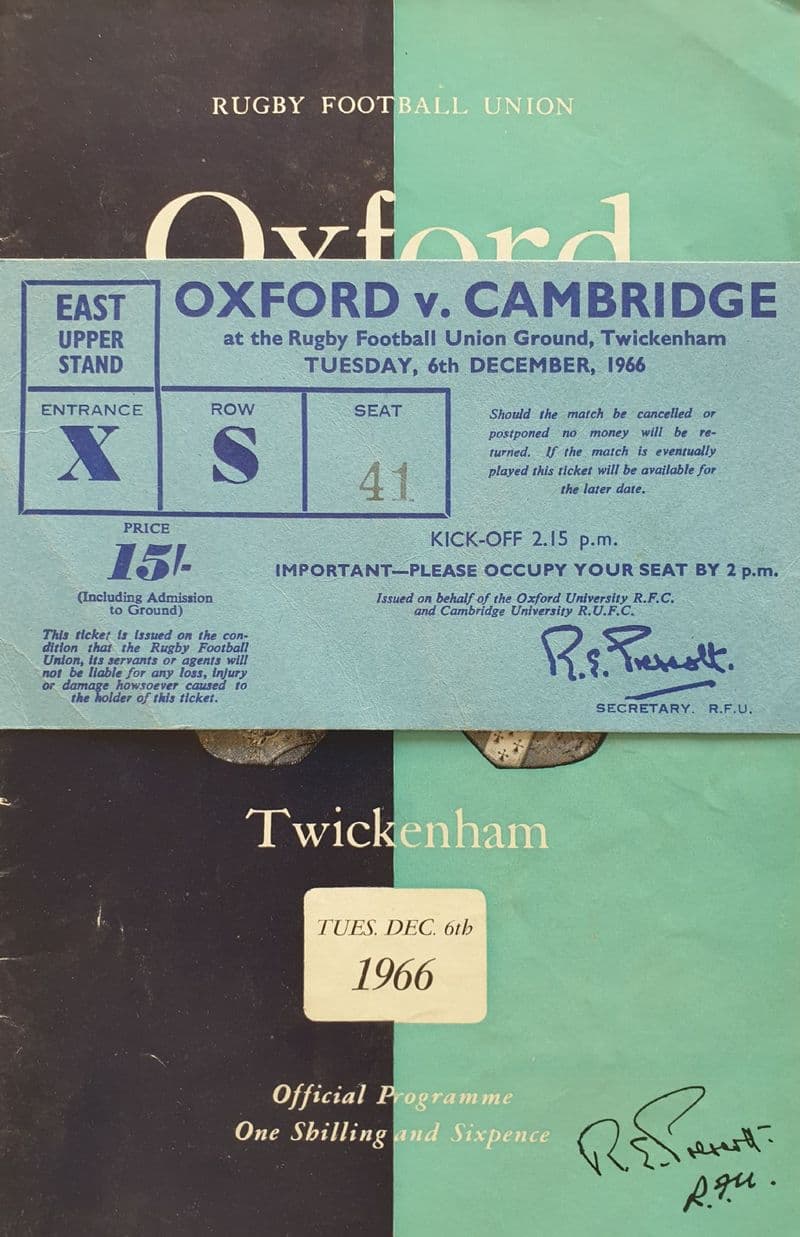 RUGBY FOOTBALL UNION
Oxford
EAST
UPPER
STAND
OXFORD v. CAMBRIDGE
at the Rugby Football Union Ground, Twickenham
TUESDAY, 6th DECEMBER, 1966
ENTRANCE
X
ROW
S
SEAT
41
Should the match be cancelled or
postponed no money will be re-
turned. If the match is eventually
played this ticket will be available for
the later date.
PRICE
15/-
(Including Admission
to Ground)
This ticket is issued on the con-
dition that the Rugby Football
Union, its servants or agents will
not be liable for any loss, injury
or damage howsoever caused to
the holder of this ticket.
KICK-OFF 2.15 p.m.
IMPORTANT—PLEASE OCCUPY YOUR SEAT BY 2 p.m.
Issued on behalf of the Oxford University R.F.C.
and Cambridge University R.U.F.C.
R.E. Prescott.
SECRETARY. R.F.U.
Twickenham
TUES. DEC. 6th
1966
Official Programme
One Shilling and Sixpence
R.E. Prescott.
R.F.U.